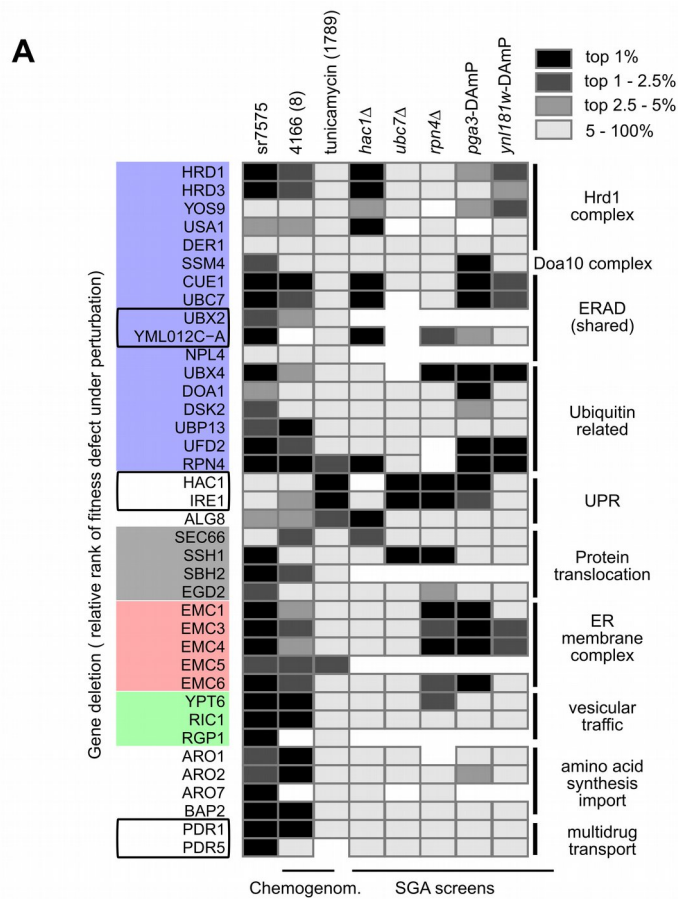 A
sr7575
4166 (8)
tunicamycin (1789)
hac1Δ
ubc7Δ
rpn4Δ
pga3-DAmP
ynl181w-DAmP
top 1%
top 1 - 2.5%
top 2.5 - 5%
5 - 100%
Gene deletion ( relative rank of fitness defect under perturbation)
HRD1
HRD3
YOS9
USA1
DER1
SSM4
CUE1
UBC7
UBX2
YML012C−A
NPL4
UBX4
DOA1
DSK2
UBP13
UFD2
RPN4
HAC1
IRE1
ALG8
SEC66
SSH1
SBH2
EGD2
EMC1
EMC3
EMC4
EMC5
EMC6
YPT6
RIC1
RGP1
ARO1
ARO2
ARO7
BAP2
PDR1
PDR5
Hrd1
complex
Doa10 complex
ERAD
(shared)
Ubiquitin
related
UPR
Protein
translocation
ER
membrane
complex
vesicular
traffic
amino acid
synthesis
import
multidrug
transport
Chemogenom.
SGA screens